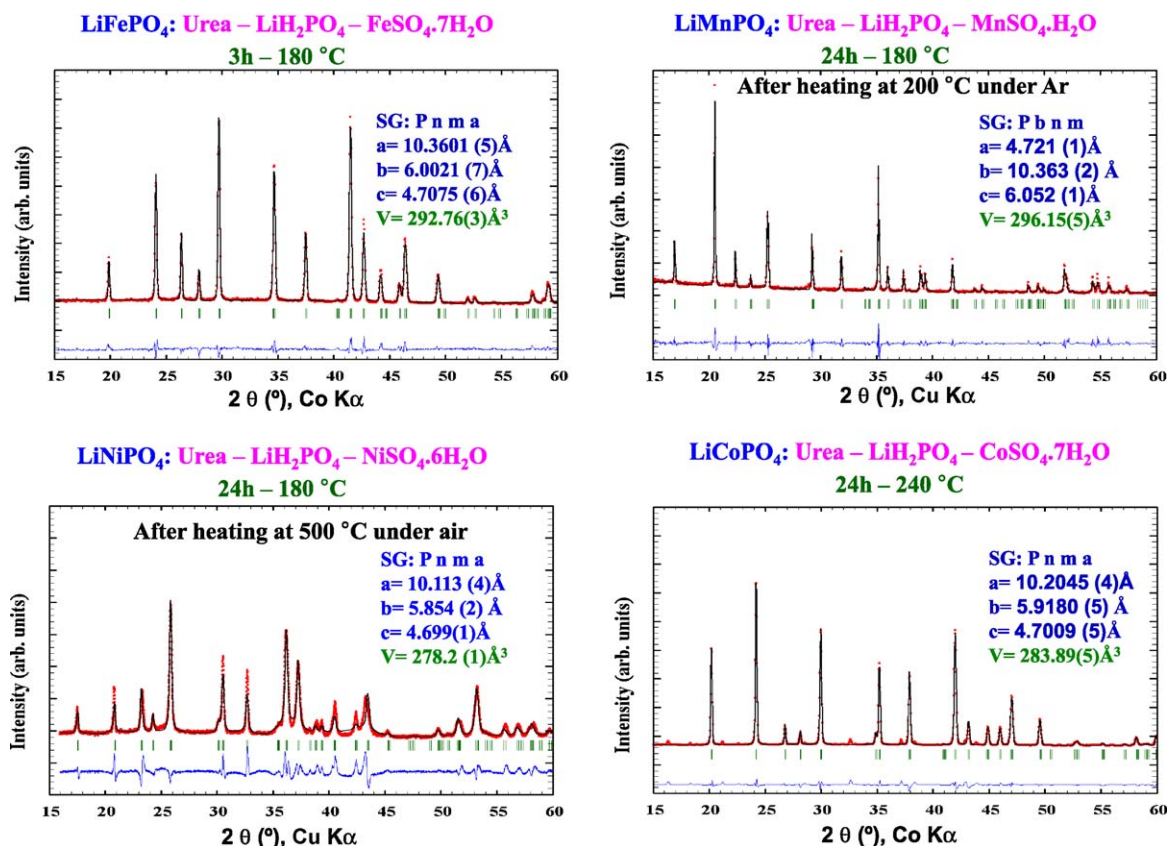 LiFePO₄: Urea – LiH₂PO₄ – FeSO₄.7H₂O
3h – 180 °C
SG: P n m a
a= 10.3601 (5)Å
b= 6.0021 (7)Å
c= 4.7075 (6)Å
V= 292.76(3)Å³
Intensity (arb. units)
15 20 25 30 35 40 45 50 55 60
2 θ (º), Co Kα
LiMnPO₄: Urea – LiH₂PO₄ – MnSO₄.H₂O
24h – 180 °C
After heating at 200 °C under Ar
SG: P b n m
a= 4.721 (1)Å
b= 10.363 (2) Å
c= 6.052 (1)Å
V= 296.15(5)Å³
Intensity (arb. units)
15 20 25 30 35 40 45 50 55 60
2 θ (º), Cu Kα
LiNiPO₄: Urea – LiH₂PO₄ – NiSO₄.6H₂O
24h – 180 °C
After heating at 500 °C under air
SG: P n m a
a= 10.113 (4)Å
b= 5.854 (2) Å
c= 4.699(1)Å
V= 278.2 (1)Å³
Intensity (arb. units)
15 20 25 30 35 40 45 50 55 60
2 θ (º), Cu Kα
LiCoPO₄: Urea – LiH₂PO₄ – CoSO₄.7H₂O
24h – 240 °C
SG: P n m a
a= 10.2045 (4)Å
b= 5.9180 (5) Å
c= 4.7009 (5)Å
V= 283.89(5)Å³
Intensity (arb. units)
15 20 25 30 35 40 45 50 55 60
2 θ (º), Co Kα